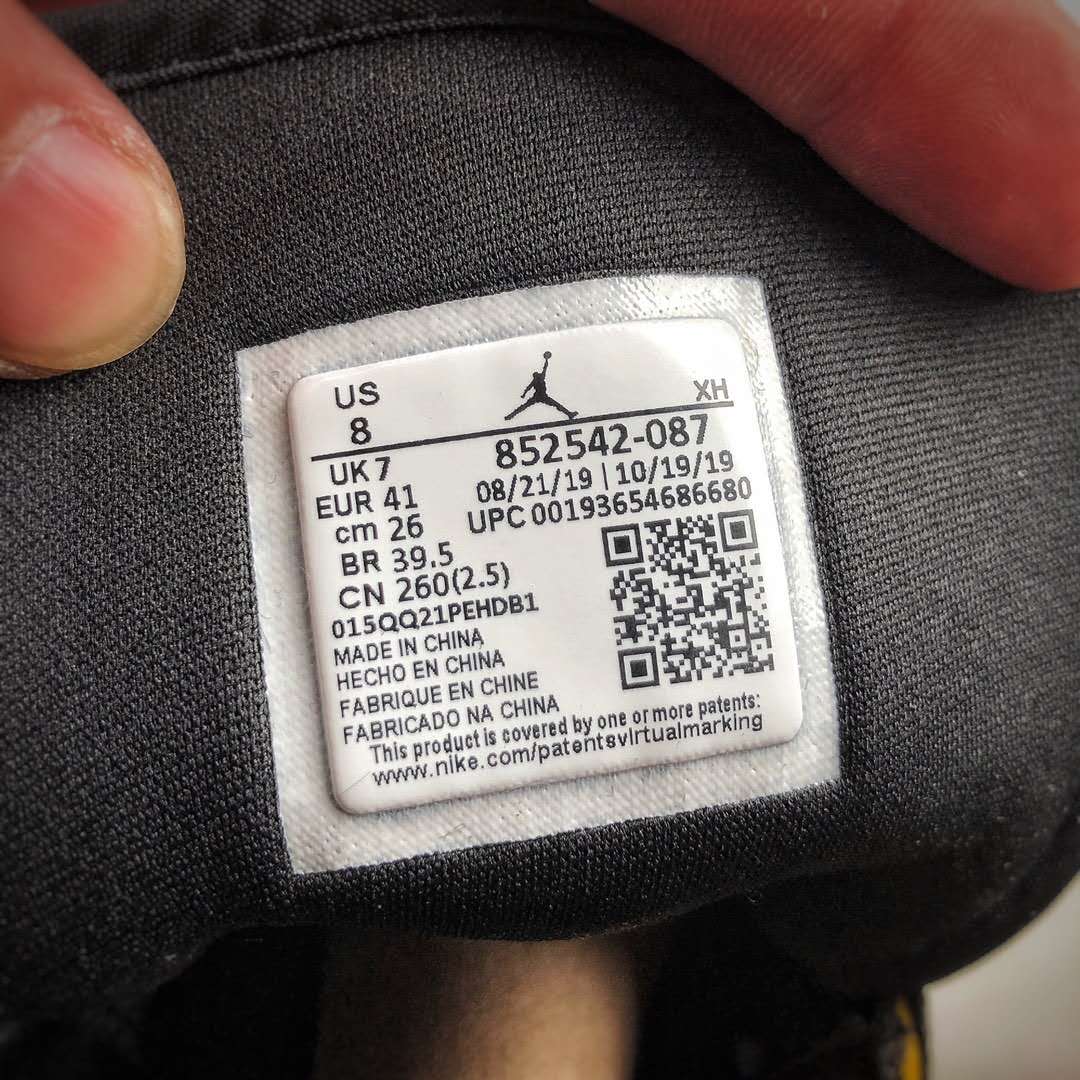 US
8
XH
852542-087
UK 7
08/21/19 | 10/19/19
EUR 41
UPC 00193654686680
cm 26
BR 39.5
CN 260(2.5)
015QQ21PEHDB1
MADE IN CHINA
HECHO EN CHINA
FABRIQUE EN CHINE
FABRICADO NA CHINA
This product is covered by one or more patents:
www.nike.com/patentsvirtualmarking